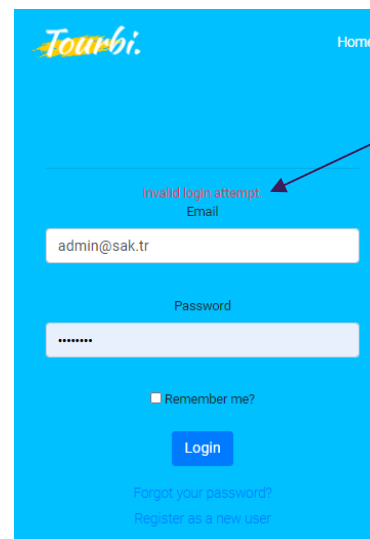 Tourbi.
Home
Invalid login attempt.
Email
admin@sak.tr
Password
••••••••
Remember me?
Login
Forgot your password?
Register as a new user